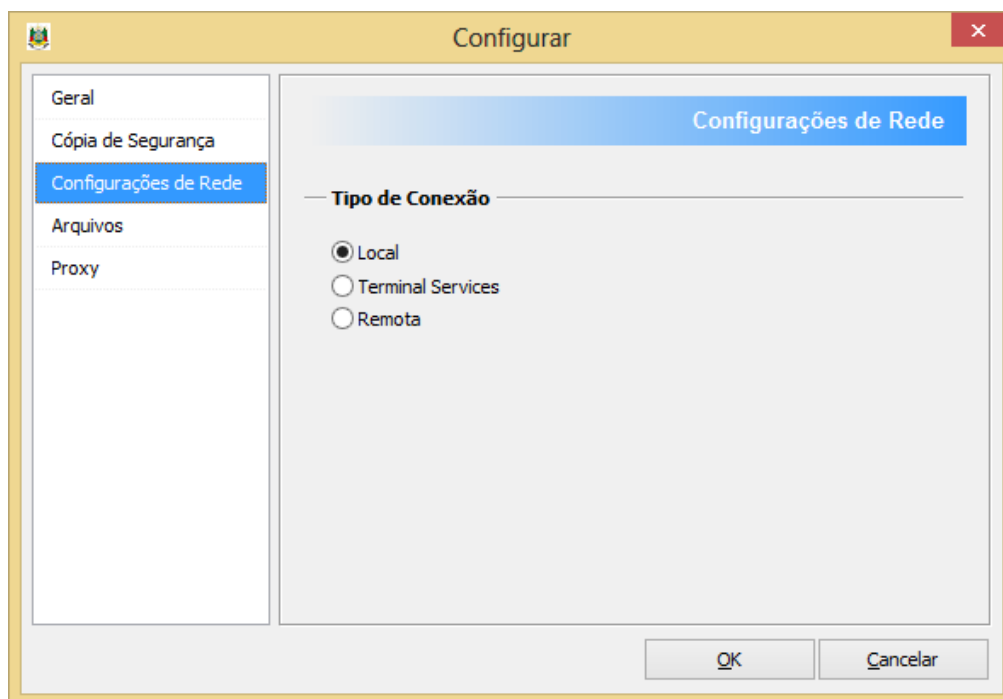 Configurar
Geral
Cópia de Segurança
Configurações de Rede
Arquivos
Proxy
Configurações de Rede
Tipo de Conexão
Local
Terminal Services
Remota
OK
Cancelar